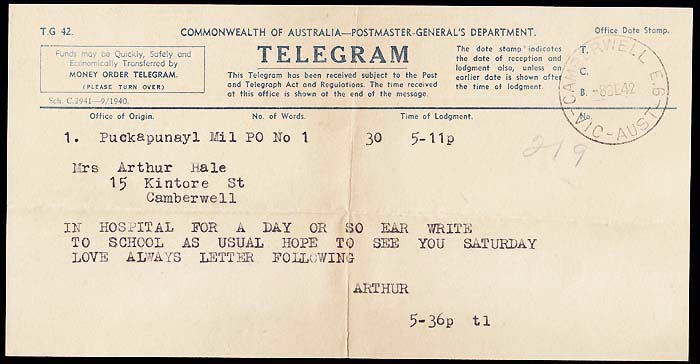 T.G 42.
COMMONWEALTH OF AUSTRALIA—POSTMASTER-GENERAL'S DEPARTMENT.
Office Date Stamp.
Funds may be Quickly, Safely and
Economically Transferred by
MONEY ORDER TELEGRAM.
(PLEASE TURN OVER)
Sch. C.2941—9/1940.
TELEGRAM
This Telegram has been received subject to the Post
and Telegraph Act and Regulations. The time received
at this office is shown at the end of the message.
The date stamp indicates
the date of reception and
lodgment also, unless an
earlier date is shown after
the time of lodgment.
T.
C.
B.
No.
CAMBERWELL E.6
-8SE42
VIC-AUST
Office of Origin. No. of Words. Time of Lodgment.
219
1. Puckapunayl Mil PO No 1 30 5-11p
Mrs Arthur Hale
15 Kintore St
Camberwell
IN HOSPITAL FOR A DAY OR SO EAR WRITE
TO SCHOOL AS USUAL HOPE TO SEE YOU SATURDAY
LOVE ALWAYS LETTER FOLLOWING
ARTHUR
5-36p tl